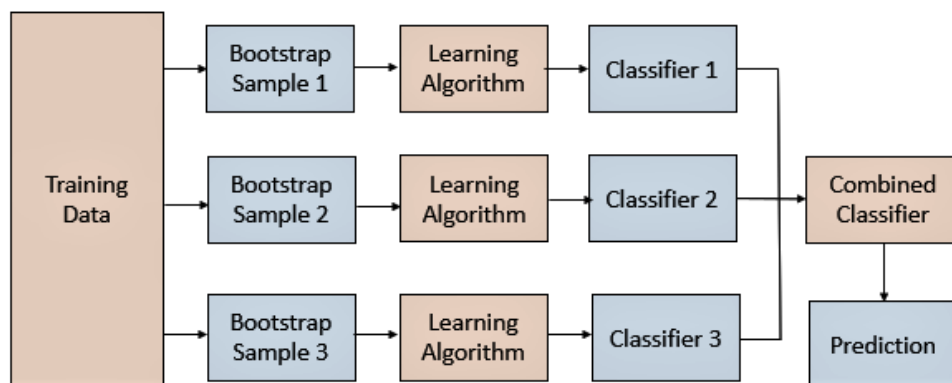 Training
Data
Bootstrap
Sample 1
Learning
Algorithm
Classifier 1
Bootstrap
Sample 2
Learning
Algorithm
Classifier 2
Combined
Classifier
Bootstrap
Sample 3
Learning
Algorithm
Classifier 3
Prediction